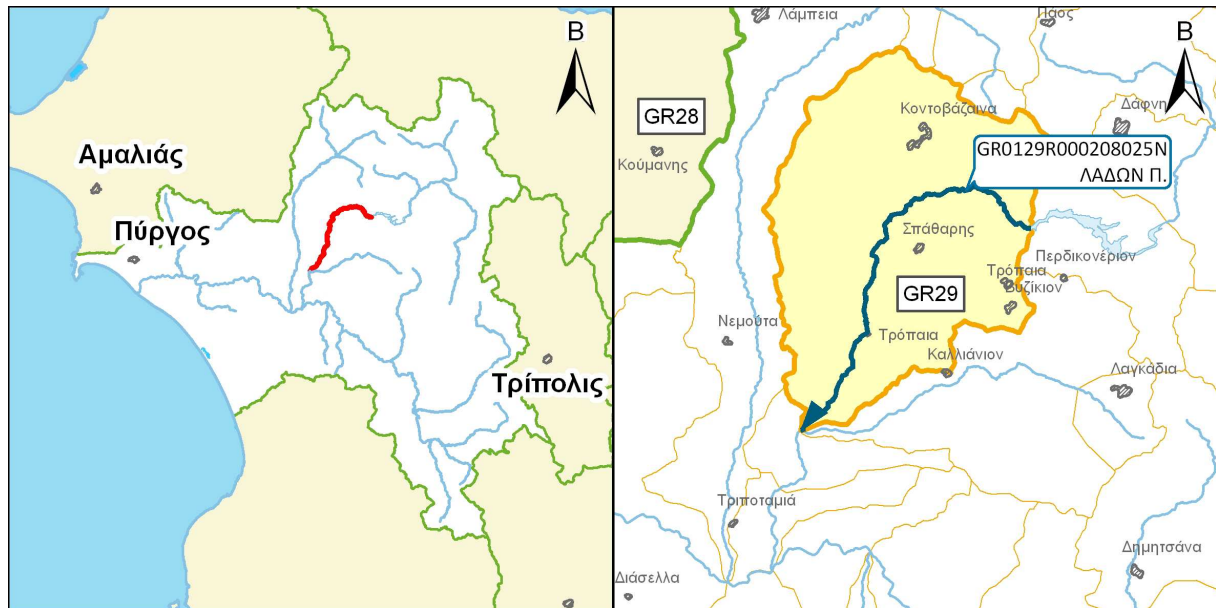 Β
Αμαλιάς
Πύργος
Τρίπολις
Λάμπεια
Πάος
Β
Κοντοβάζαινα
Δάφνη
GR28
Κούμανης
GR0129R000208025N
ΛΑΔΩΝ Π.
Σπάθαρης
Περδικονέριον
Τρόπαια
Βυζίκιον
GR29
Νεμούτα
Τρόπαια
Καλλιάνιον
Λαγκάδια
Τριποταμιά
Δημητσάνα
Διάσελλα